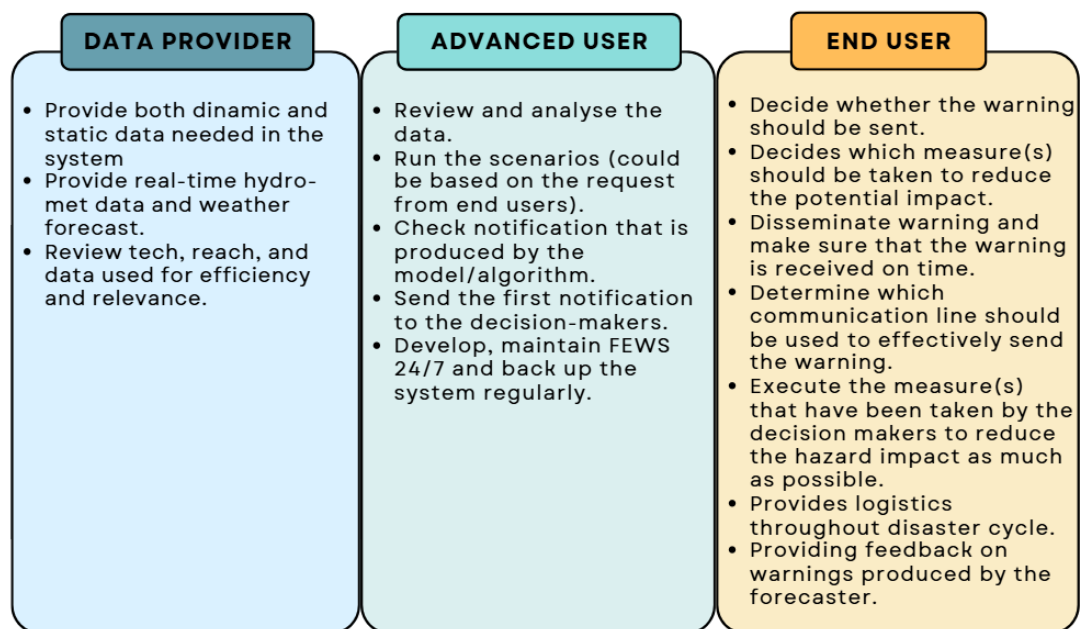 DATA PROVIDER
• Provide both dinamic and
static data needed in the
system
• Provide real-time hydro-
met data and weather
forecast.
• Review tech, reach, and
data used for efficiency
and relevance.
ADVANCED USER
• Review and analyse the
data.
• Run the scenarios (could
be based on the request
from end users).
• Check notification that is
produced by the
model/algorithm.
• Send the first notification
to the decision-makers.
• Develop, maintain FEWS
24/7 and back up the
system regularly.
END USER
• Decide whether the warning
should be sent.
• Decides which measure(s)
should be taken to reduce
the potential impact.
• Disseminate warning and
make sure that the warning
is received on time.
• Determine which
communication line should
be used to effectively send
the warning.
• Execute the measure(s)
that have been taken by the
decision makers to reduce
the hazard impact as much
as possible.
• Provides logistics
throughout disaster cycle.
• Providing feedback on
warnings produced by the
forecaster.